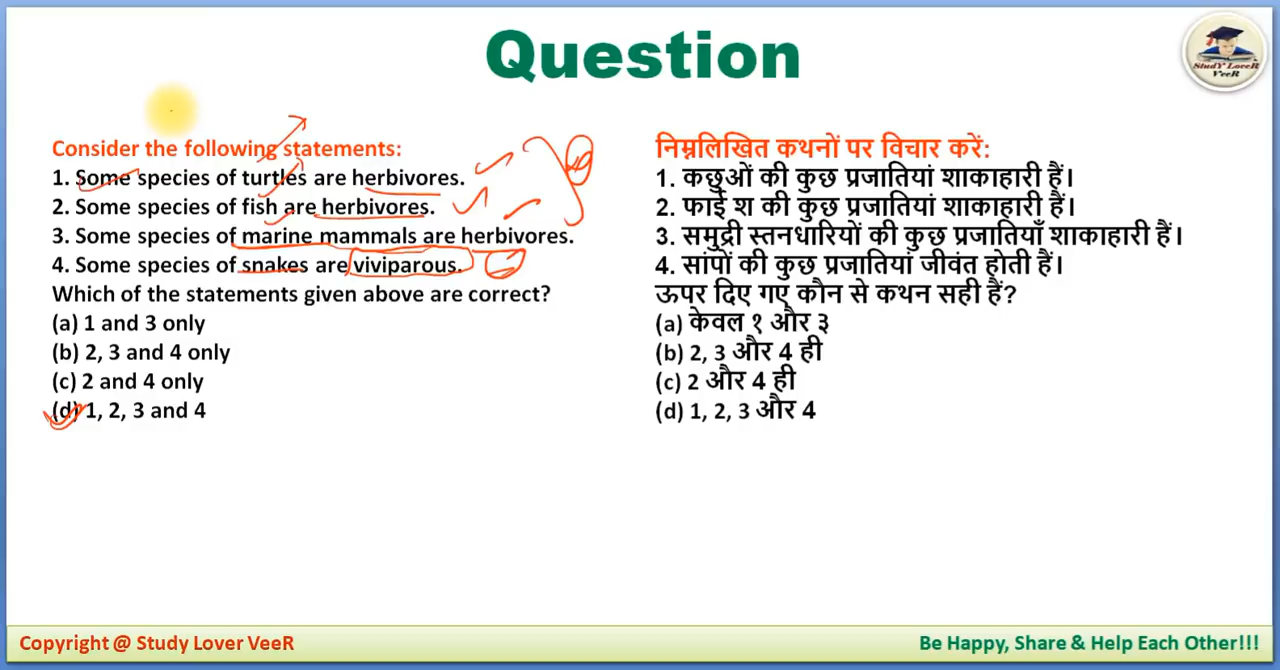 Question
StudY LoveR
VeeR
Consider the following statements:
1. Some species of turtles are herbivores.
2. Some species of fish are herbivores.
3. Some species of marine mammals are herbivores.
4. Some species of snakes are viviparous.
Which of the statements given above are correct?
(a) 1 and 3 only
(b) 2, 3 and 4 only
(c) 2 and 4 only
(d) 1, 2, 3 and 4
निम्नलिखित कथनों पर विचार करें:
1. कछुओं की कुछ प्रजातियां शाकाहारी हैं।
2. फाई श की कुछ प्रजातियां शाकाहारी हैं।
3. समुद्री स्तनधारियों की कुछ प्रजातियाँ शाकाहारी हैं।
4. सांपों की कुछ प्रजातियां जीवंत होती हैं।
ऊपर दिए गए कौन से कथन सही हैं?
(a) केवल १ और ३
(b) 2, 3 और 4 ही
(c) 2 और 4 ही
(d) 1, 2, 3 और 4
Copyright @ Study Lover VeeR
Be Happy, Share & Help Each Other!!!